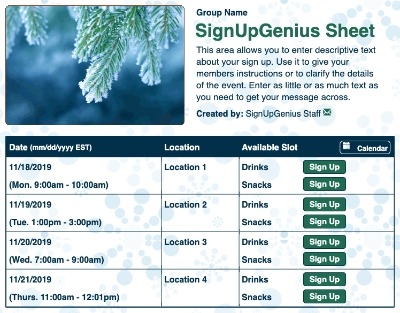 Group Name
SignUpGenius Sheet
This area allows you to enter descriptive text
about your sign up. Use it to give your
members instructions or to clarify the details
of the event. Enter as little or as much text as
you need to get your message across.
Created by: SignUpGenius Staff
Date (mm/dd/yyyy EST) Location Available Slot Calendar
11/18/2019 Location 1 Drinks Sign Up
(Mon. 9:00am - 10:00am) Snacks Sign Up
11/19/2019 Location 2 Drinks Sign Up
(Tue. 1:00pm - 3:00pm) Snacks Sign Up
11/20/2019 Location 3 Drinks Sign Up
(Wed. 7:00am - 9:00am) Snacks Sign Up
11/21/2019 Location 4 Drinks Sign Up
(Thurs. 11:00am - 12:01pm) Snacks Sign Up